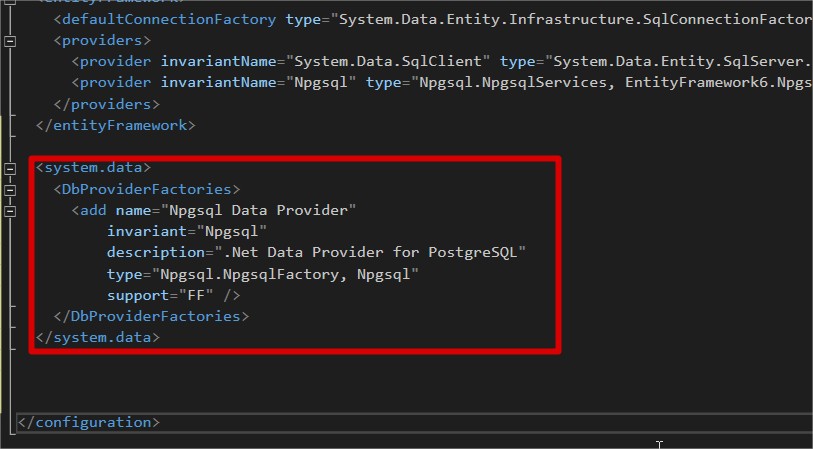 <entityFramework>
<defaultConnectionFactory type="System.Data.Entity.Infrastructure.SqlConnectionFactor
<providers>
<provider invariantName="System.Data.SqlClient" type="System.Data.Entity.SqlServer.
<provider invariantName="Npgsql" type="Npgsql.NpgsqlServices, EntityFramework6.Npgs
</providers>
</entityFramework>
<system.data>
<DbProviderFactories>
<add name="Npgsql Data Provider"
invariant="Npgsql"
description=".Net Data Provider for PostgreSQL"
type="Npgsql.NpgsqlFactory, Npgsql"
support="FF" />
</DbProviderFactories>
</system.data>
</configuration>